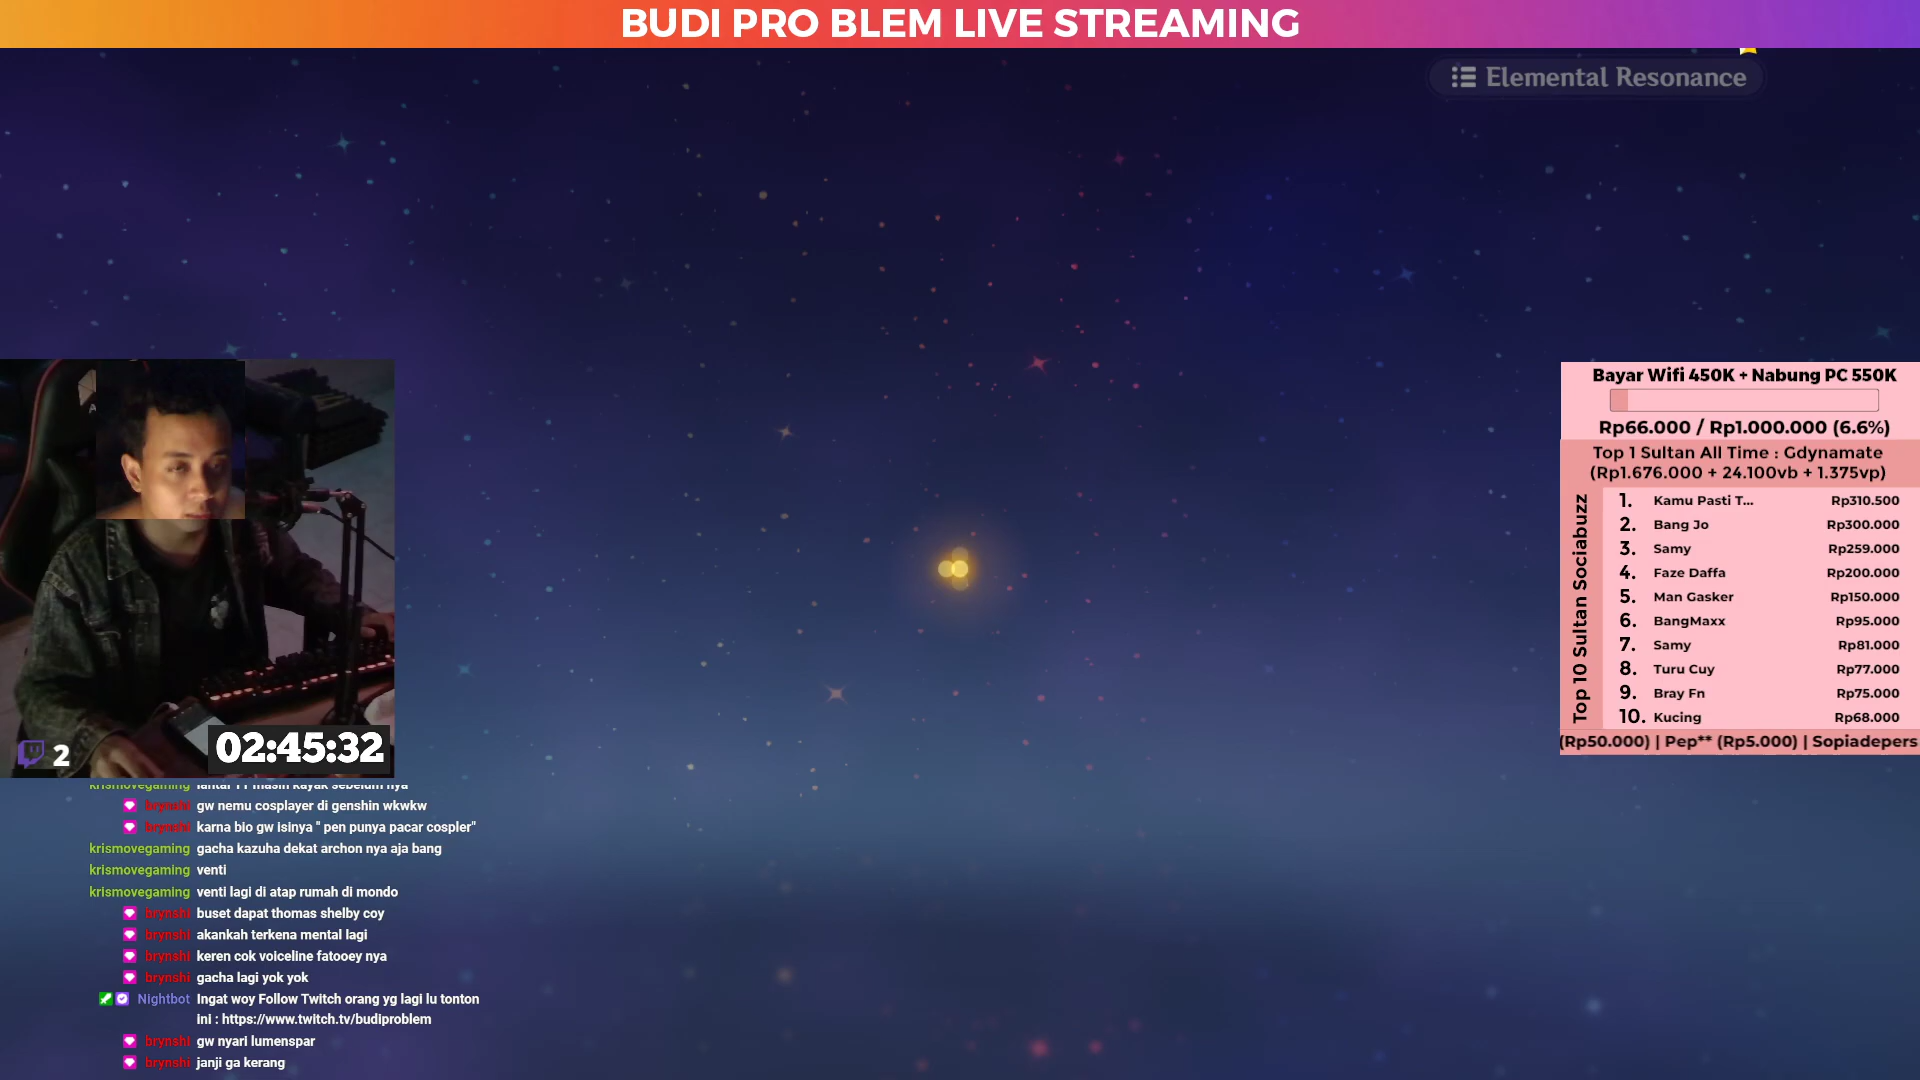 BUDI PRO BLEM LIVE STREAMING
Elemental Resonance
Bayar Wifi 450K + Nabung PC 550K
Rp66.000 / Rp1.000.000 (6.6%)
Top 1 Sultan All Time : Gdynamate
(Rp1.676.000 + 24.100vb + 1.375vp)
Top 10 Sultan Sociabuzz
1. Kamu Pasti T... Rp310.500
2. Bang Jo Rp300.000
3. Samy Rp259.000
4. Faze Daffa Rp200.000
5. Man Gasker Rp150.000
6. BangMaxx Rp95.000
7. Samy Rp81.000
8. Turu Cuy Rp77.000
9. Bray Fn Rp75.000
10. Kucing Rp68.000
(Rp50.000) | Pep** (Rp5.000) | Sopiadepers
2
02:45:32
krismovegaming lantai 11 masih kayak sebelum nya
brynshi gw nemu cosplayer di genshin wkwkw
brynshi karna bio gw isinya " pen punya pacar cospler"
krismovegaming gacha kazuha dekat archon nya aja bang
krismovegaming venti
krismovegaming venti lagi di atap rumah di mondo
brynshi buset dapat thomas shelby coy
brynshi akankah terkena mental lagi
brynshi keren cok voiceline fatooey nya
brynshi gacha lagi yok yok
Nightbot Ingat woy Follow Twitch orang yg lagi lu tonton
ini : https://www.twitch.tv/budiproblem
brynshi gw nyari lumenspar
brynshi janji ga kerang